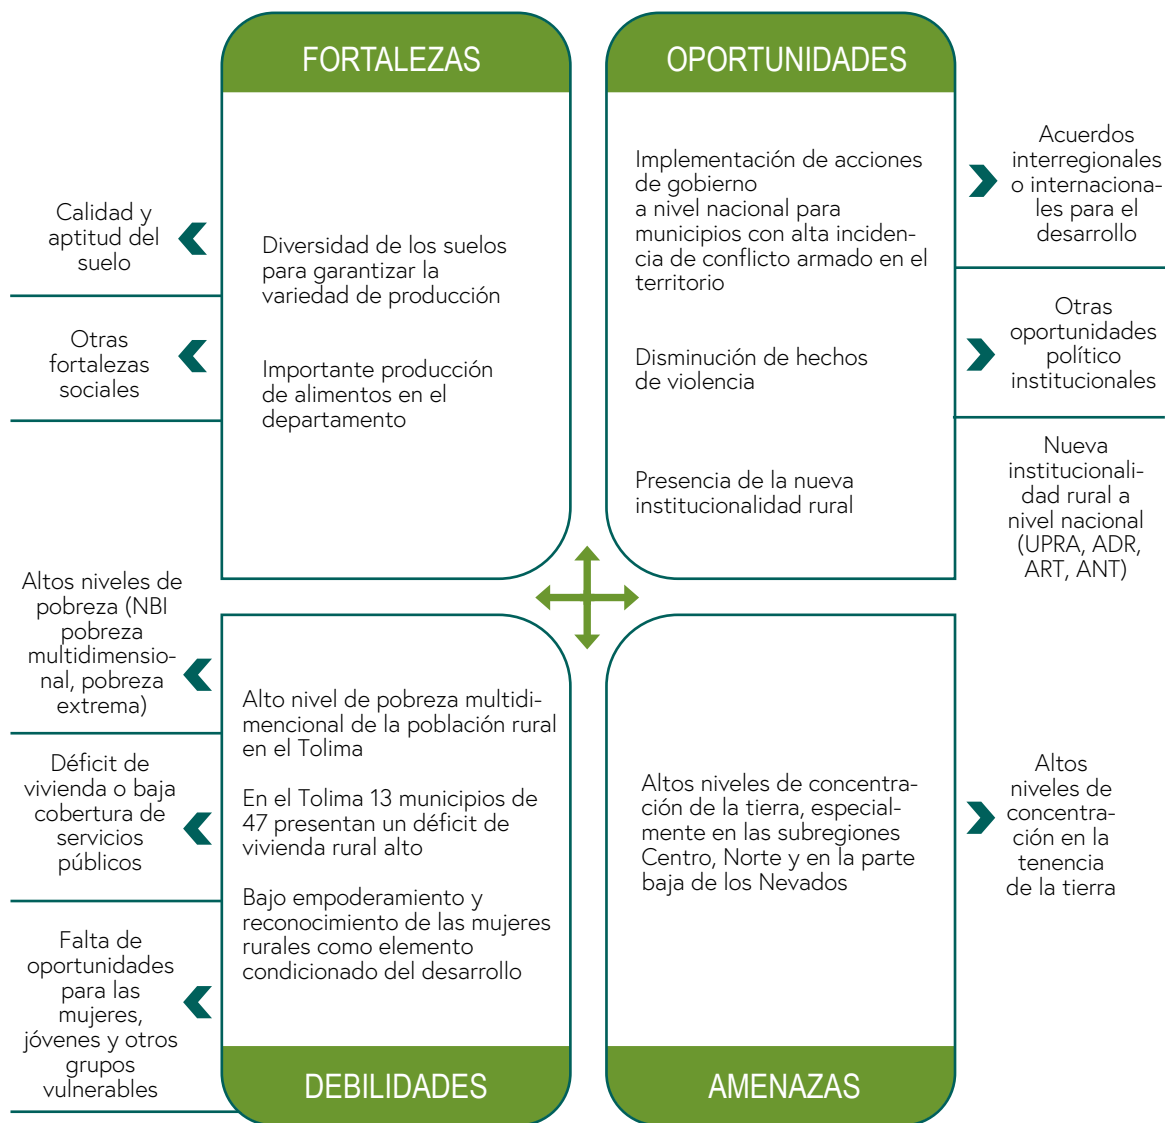 FORTALEZAS
Calidad y
aptitud del
suelo
Otras
fortalezas
sociales
Diversidad de los suelos
para garantizar la
variedad de producción
Importante producción
de alimentos en el
departamento
OPORTUNIDADES
Implementación de acciones
de gobierno
a nivel nacional para
municipios con alta inciden-
cia de conflicto armado en el
territorio
Disminución de hechos
de violencia
Presencia de la nueva
institucionalidad rural
Acuerdos
interregionales
o internaciona-
les para el
desarrollo
Otras
oportunidades
político
institucionales
Nueva
institucionali-
dad rural a
nivel nacional
(UPRA, ADR,
ART, ANT)
Altos niveles de
pobreza (NBI
pobreza
multidimensio-
nal, pobreza
extrema)
Déficit de
vivienda o baja
cobertura de
servicios
públicos
Falta de
oportunidades
para las
mujeres,
jóvenes y otros
grupos
vulnerables
Alto nivel de pobreza multidi-
mencional de la población rural
en el Tolima
En el Tolima 13 municipios de
47 presentan un déficit de
vivienda rural alto
Bajo empoderamiento y
reconocimiento de las mujeres
rurales como elemento
condicionado del desarrollo
DEBILIDADES
Altos niveles de concentra-
ción de la tierra, especial-
mente en las subregiones
Centro, Norte y en la parte
baja de los Nevados
AMENAZAS
Altos
niveles de
concentra-
ción en la
tenencia
de la tierra